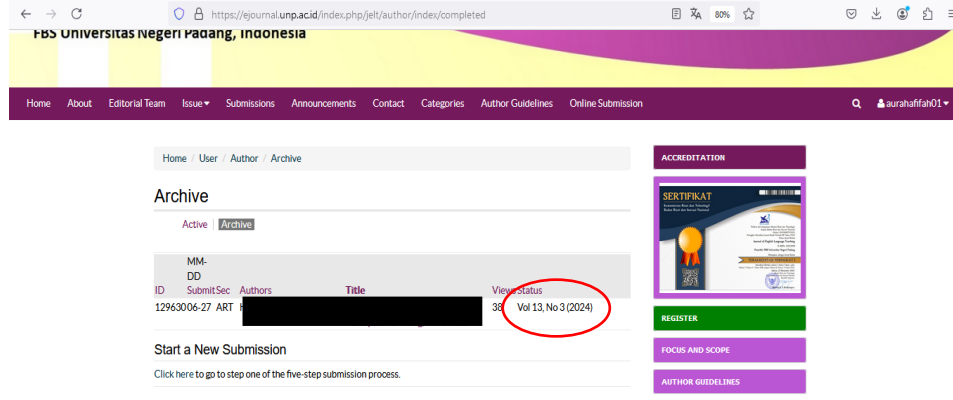 https://ejournal.unp.ac.id/index.php/jelt/author/index/completed
80%
FBS Universitas Negeri Padang, Indonesia
Home About Editorial Team Issue▾ Submissions Announcements Contact Categories Author Guidelines Online Submission aurahafifah01▾
Home / User / Author / Archive
ACCREDITATION
Archive
SERTIFIKAT
Active Archive
MM-
DD
ID Submit Sec Authors Title Views Status
12963006-27 ART 38 Vol 13, No 3 (2024)
REGISTER
Start a New Submission
FOCUS AND SCOPE
Click here to go to step one of the five-step submission process.
AUTHOR GUIDELINES